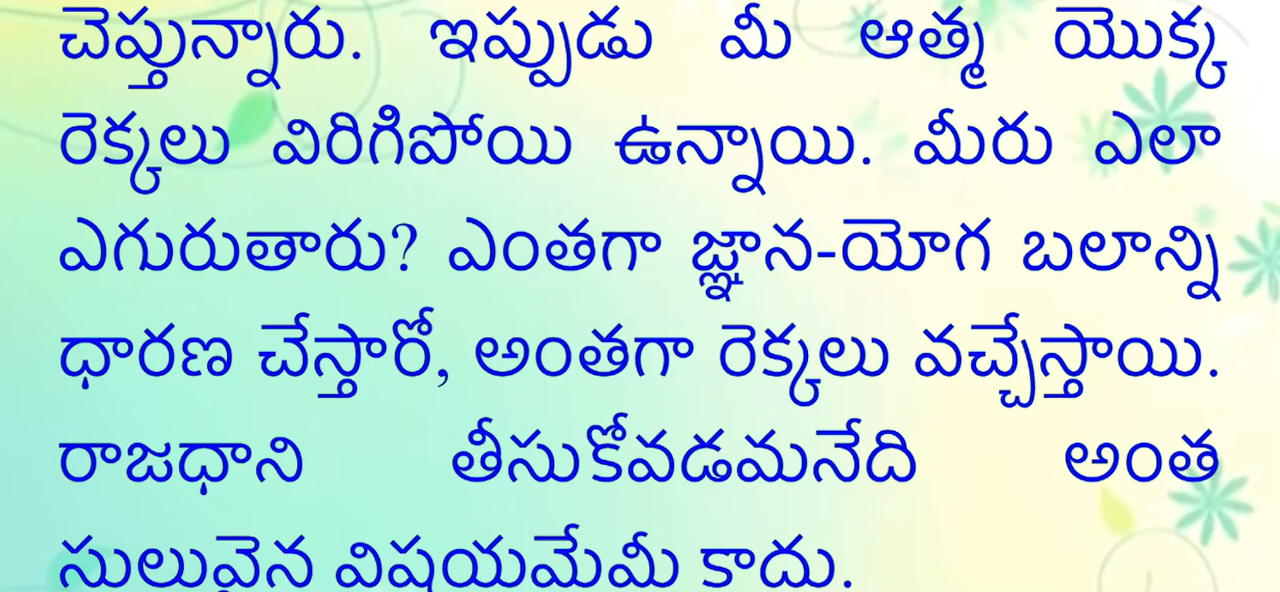 చెప్తున్నారు. ఇప్పుడు మీ ఆత్మ యొక్క
రెక్కలు విరిగిపోయి ఉన్నాయి. మీరు ఎలా
ఎగురుతారు? ఎంతగా జ్ఞాన-యోగ బలాన్ని
ధారణ చేస్తారో, అంతగా రెక్కలు వచ్చేస్తాయి.
రాజధాని తీసుకోవడమనేది అంత
సులువైన విషయమేమీ కాదు.